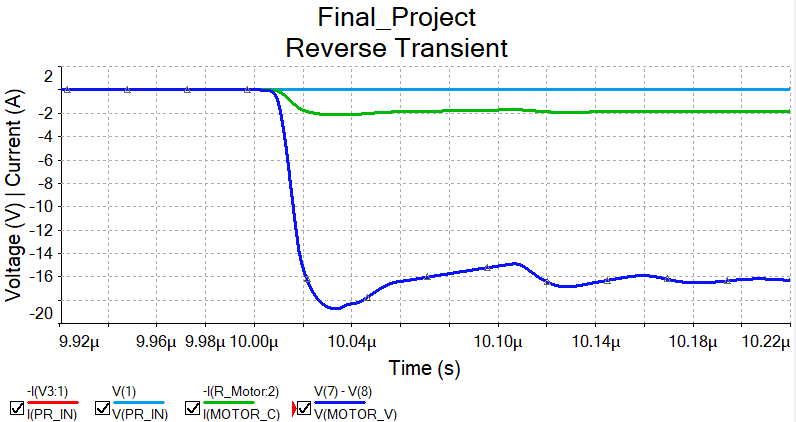 Final_Project
Reverse Transient
Voltage (V) | Current (A)
2
-2
-4
-6
-8
-10
-12
-14
-16
-20
9.92µ 9.96µ 9.98µ 10.00µ 10.04µ 10.10µ 10.14µ 10.18µ 10.22µ
Time (s)
-I(V3:1) V(1) -I(R_Motor:2) V(7) - V(8)
I(PR_IN) V(PR_IN) I(MOTOR_C) V(MOTOR_V)